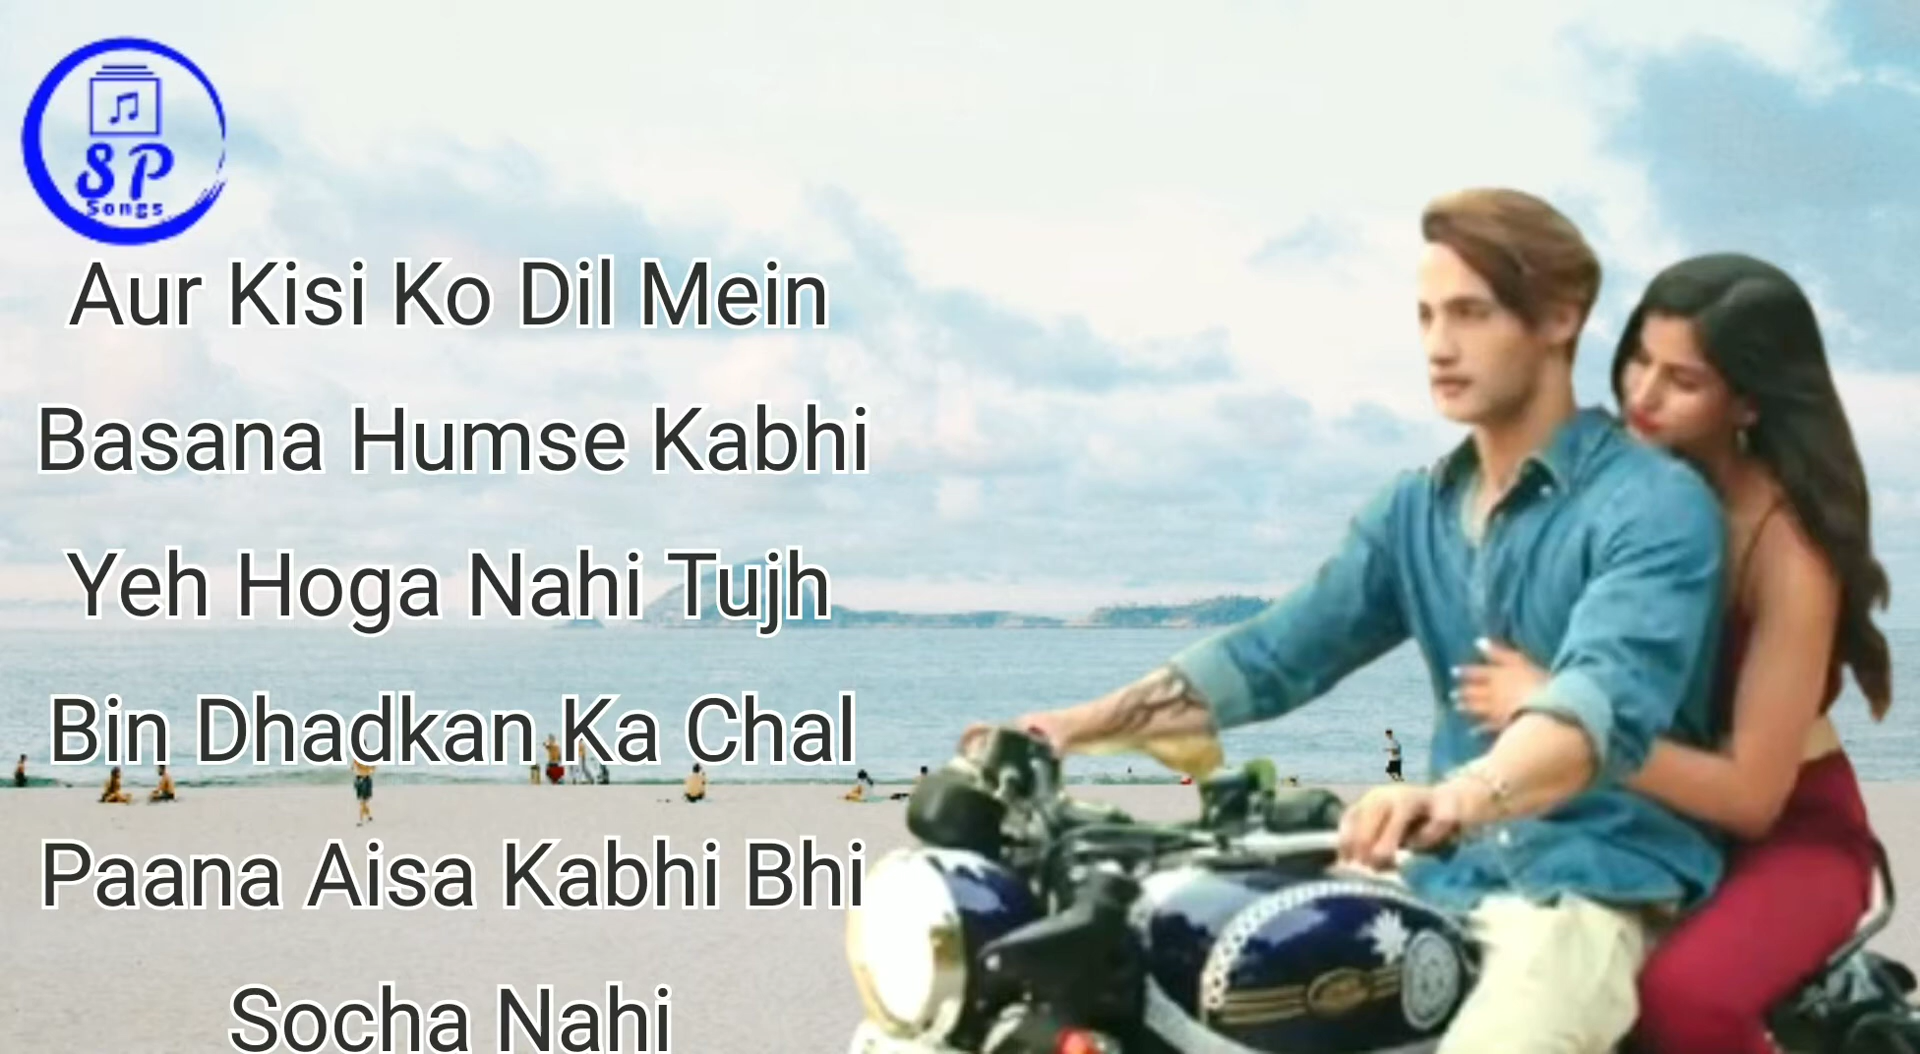 SP
Songs
Aur Kisi Ko Dil Mein
Basana Humse Kabhi
Yeh Hoga Nahi Tujh
Bin Dhadkan Ka Chal
Paana Aisa Kabhi Bhi
Socha Nahi